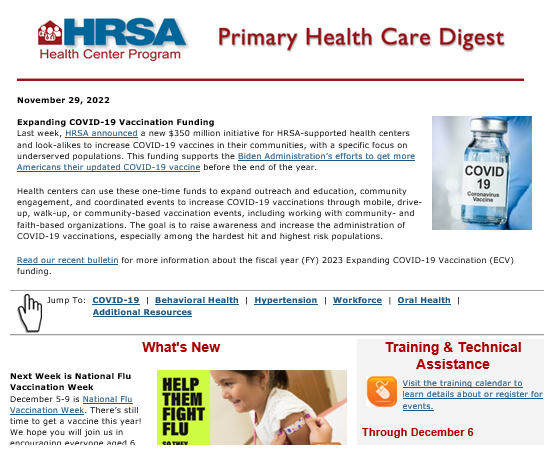 HRSA
Health Center Program
Primary Health Care Digest
November 29, 2022
Expanding COVID-19 Vaccination Funding
Last week, HRSA announced a new $350 million initiative for HRSA-supported health centers
and look-alikes to increase COVID-19 vaccines in their communities, with a specific focus on
underserved populations. This funding supports the Biden Administration's efforts to get more
Americans their updated COVID-19 vaccine before the end of the year.
COVID
19
Coronavirus
Vaccine
Health centers can use these one-time funds to expand outreach and education, community
engagement, and coordinated events to increase COVID-19 vaccinations through mobile, drive-
up, walk-up, or community-based vaccination events, including working with community- and
faith-based organizations. The goal is to raise awareness and increase the administration of
COVID-19 vaccinations, especially among the hardest hit and highest risk populations.
Read our recent bulletin for more information about the fiscal year (FY) 2023 Expanding COVID-19 Vaccination (ECV)
funding.
Jump To: COVID-19 | Behavioral Health | Hypertension | Workforce | Oral Health |
Additional Resources
What's New
Next Week is National Flu
Vaccination Week
December 5-9 is National Flu
Vaccination Week. There's still
time to get a vaccine this year!
We hope you will join us in
encouraging everyone aged 6
HELP
THEM
FIGHT
FLU
SO THEY
Training & Technical
Assistance
Visit the training calendar to
learn details about or register for
events.
Through December 6